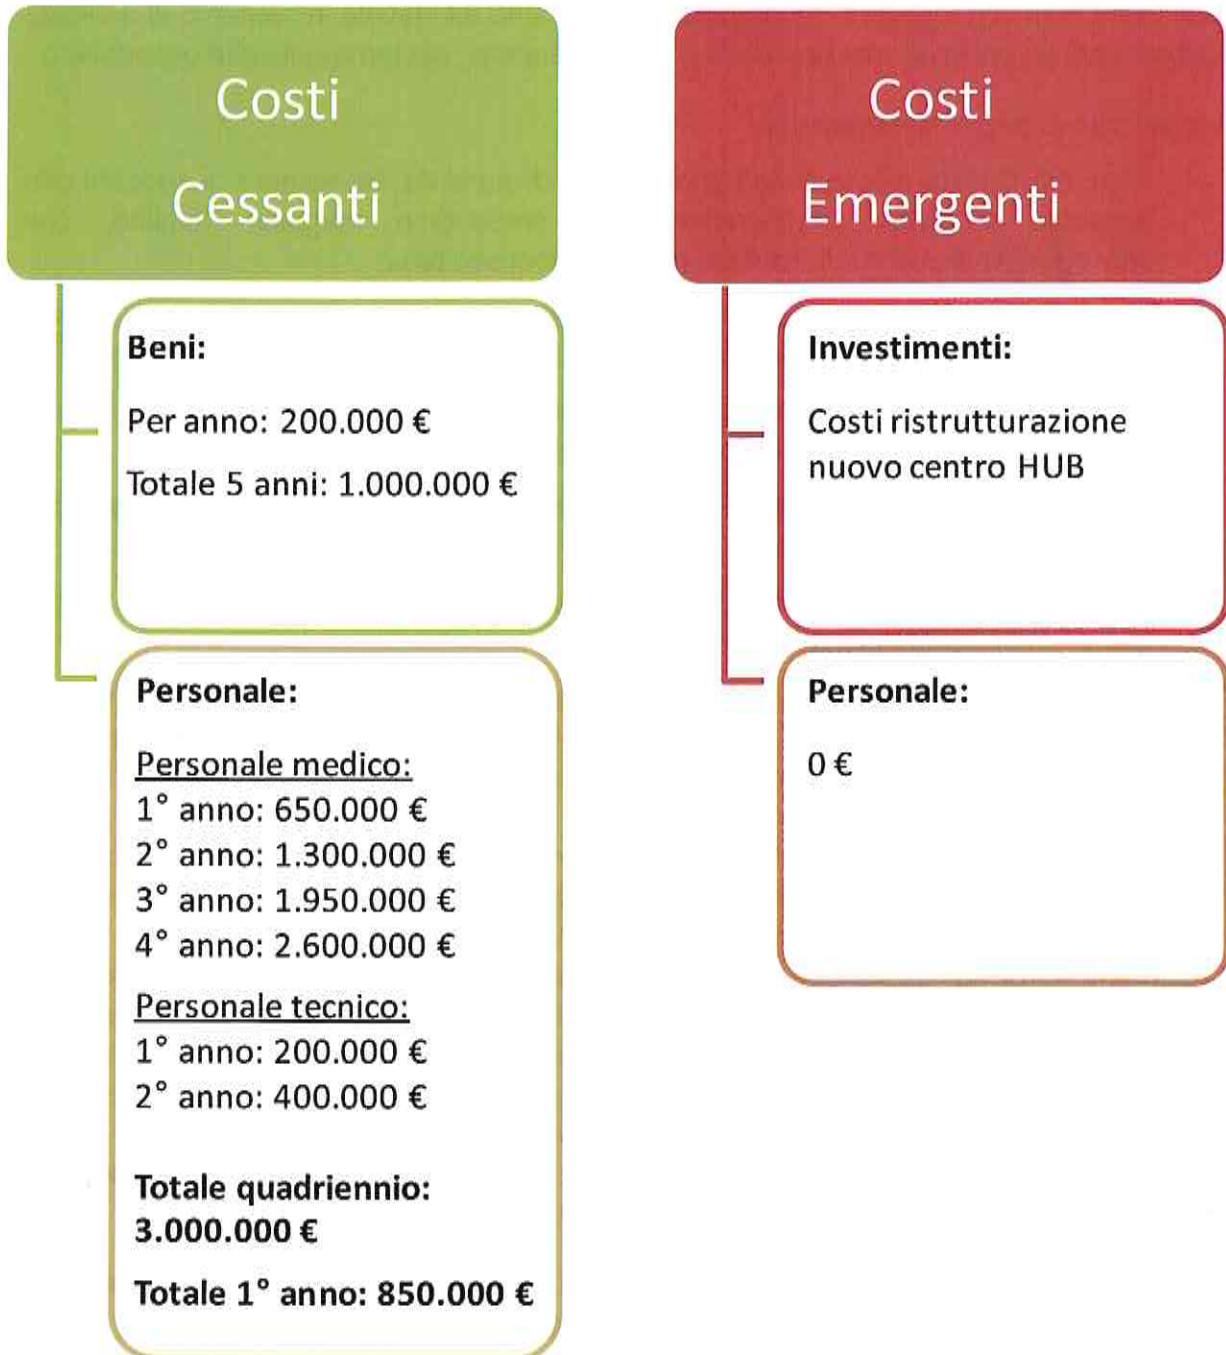 Costi
Cessanti
Beni:
Per anno: 200.000 €
Totale 5 anni: 1.000.000 €
Personale:
Personale medico:
1° anno: 650.000 €
2° anno: 1.300.000 €
3° anno: 1.950.000 €
4° anno: 2.600.000 €
Personale tecnico:
1° anno: 200.000 €
2° anno: 400.000 €
Totale quadriennio:
3.000.000 €
Totale 1° anno: 850.000 €
Costi
Emergenti
Investimenti:
Costi ristrutturazione
nuovo centro HUB
Personale:
0 €